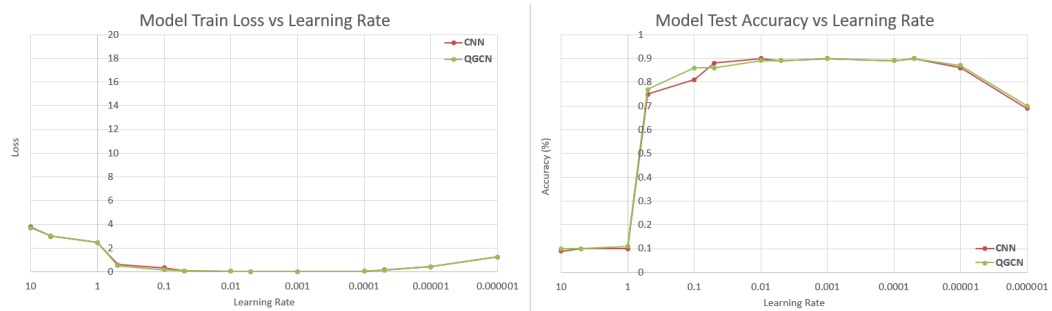 Model Train Loss vs Learning Rate
20
18
16
14
12
10
8
6
4
2
0
Loss
CNN
QGCN
10 1 0.1 0.01 0.001 0.0001 0.00001 0.000001
Learning Rate
Model Test Accuracy vs Learning Rate
1
0.9
0.8
0.7
0.6
0.5
0.4
0.3
0.2
0.1
0
Accuracy (%)
CNN
QGCN
10 1 0.1 0.01 0.001 0.0001 0.00001 0.000001
Learning Rate